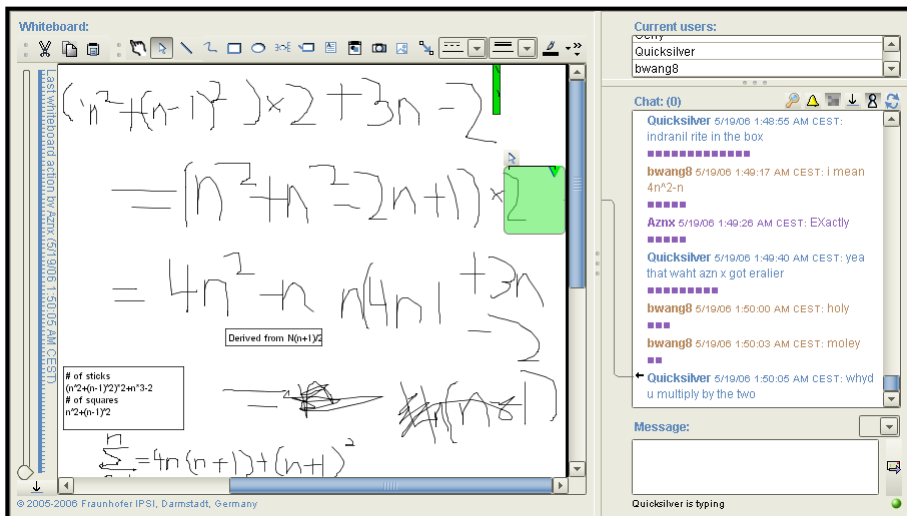 Whiteboard:
Last whiteboard action by Aznx (5/19/06 1:50:05 AM CEST)
(n²+(n-1)²)×2+3n-2
=(n²+n²-2n+1)×2
+3n
-2
=4n²-n n(4n1
Derived from N(n+1)/2
# of sticks
(n^2+(n-1)^2)*2+n*3-2
# of squares
n^2+(n-1)^2
=
(n-1)
n
∑ =4n(n+1)+(n+1)²
© 2005-2006 Fraunhofer IPSI, Darmstadt, Germany
Current users:
Quicksilver
bwang8
Chat: (0)
Quicksilver 5/19/06 1:48:55 AM CEST:
indranil rite in the box
bwang8 5/19/06 1:49:17 AM CEST: i mean
4n^2-n
Aznx 5/19/06 1:49:26 AM CEST: EXactly
Quicksilver 5/19/06 1:49:40 AM CEST: yea
that waht azn x got eralier
bwang8 5/19/06 1:50:00 AM CEST: holy
bwang8 5/19/06 1:50:03 AM CEST: moley
Quicksilver 5/19/06 1:50:05 AM CEST: whyd
u multiply by the two
Message:
Quicksilver is typing